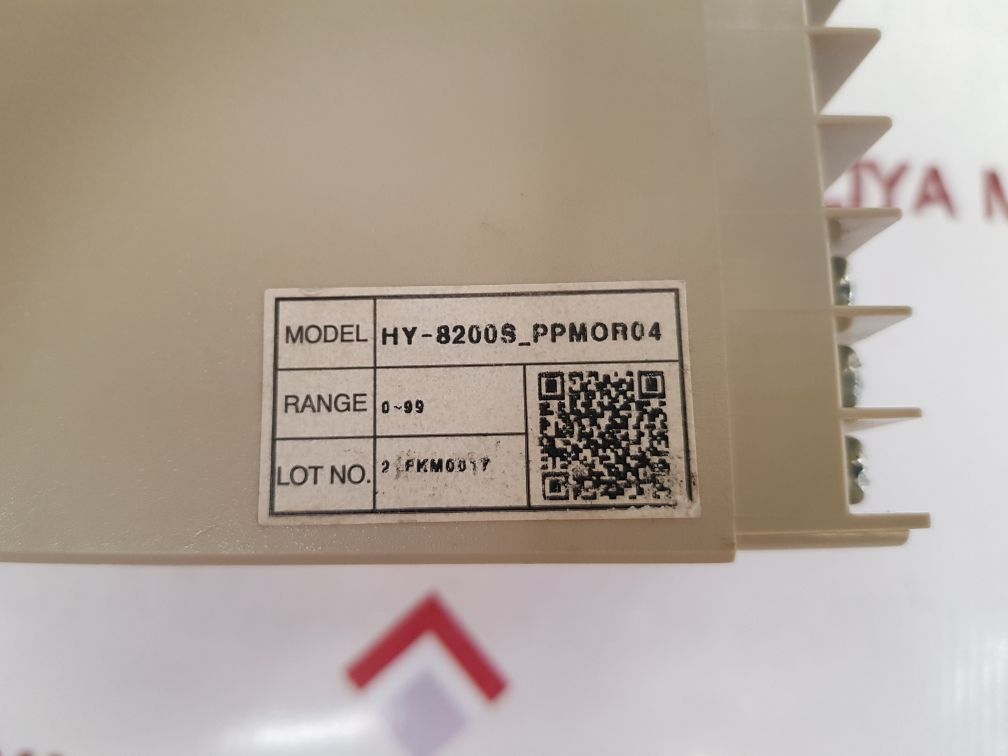 MODEL HY-8200S_PPMOR04
RANGE 0~99
LOT NO.